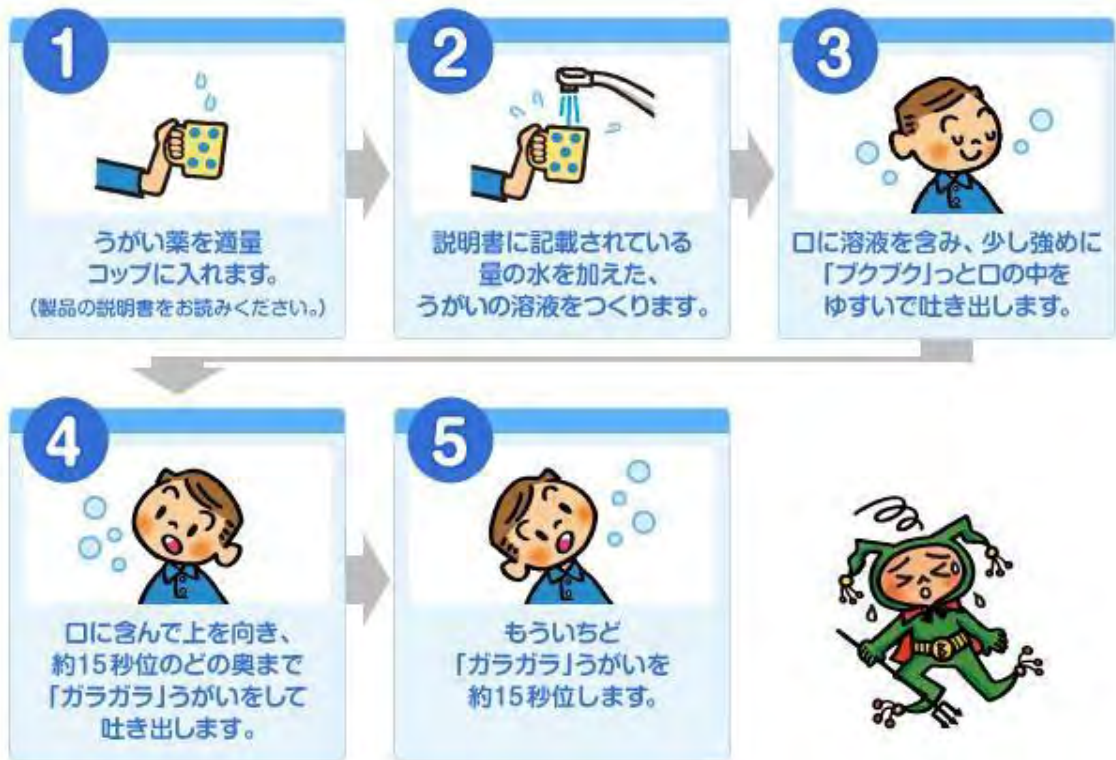 1
うがい薬を適量
コップに入れます。
(製品の説明書をお読みください。)
2
説明書に記載されている
量の水を加えた、
うがいの溶液をつくります。
3
口に溶液を含み、少し強めに
「ブクブク」っと口の中を
ゆすいで吐き出します。
4
口に含んで上を向き、
約15秒位のどの奥まで
「ガラガラ」うがいをして
吐き出します。
5
もういちど
「ガラガラ」うがいを
約15秒位します。